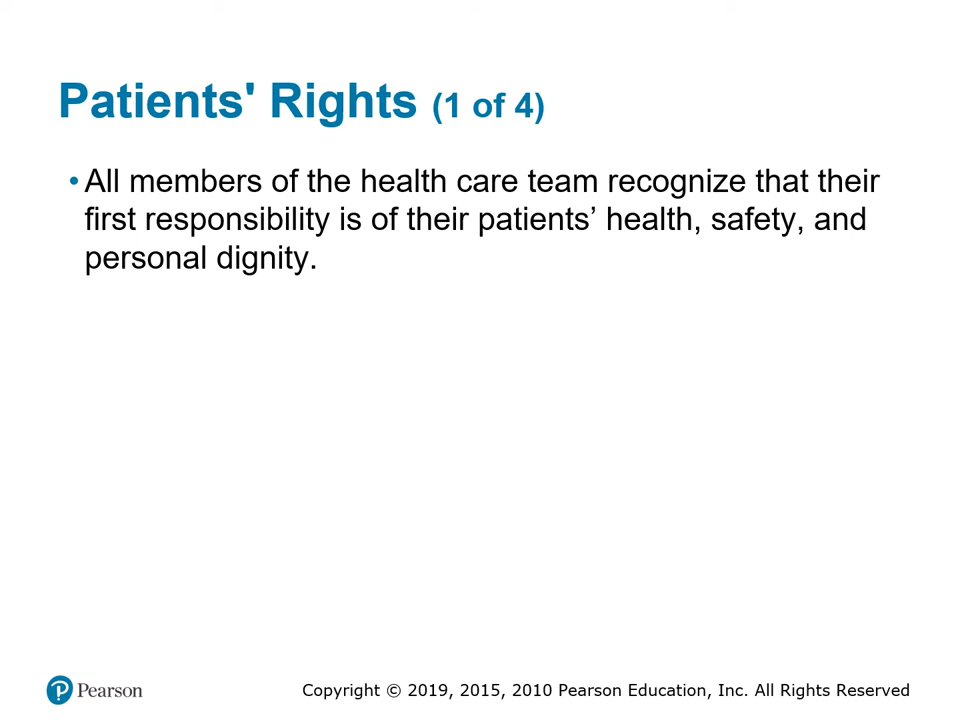 Patients' Rights (1 of 4)
• All members of the health care team recognize that their
first responsibility is of their patients’ health, safety, and
personal dignity.
Pearson
Copyright © 2019, 2015, 2010 Pearson Education, Inc. All Rights Reserved